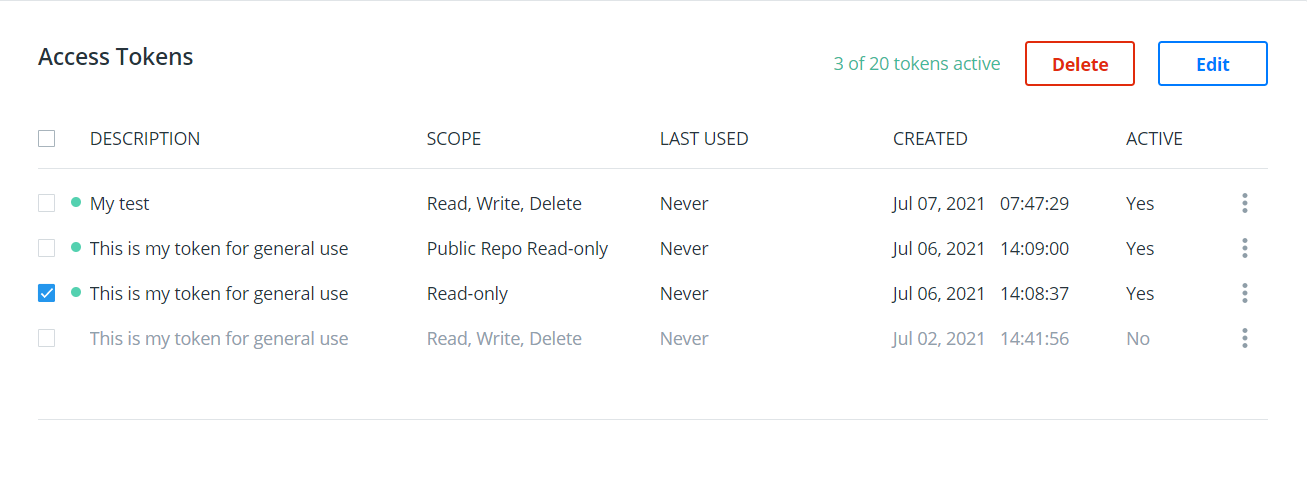 Access Tokens 3 of 20 tokens active Delete Edit
DESCRIPTION SCOPE LAST USED CREATED ACTIVE
My test Read, Write, Delete Never Jul 07, 2021 07:47:29 Yes
This is my token for general use Public Repo Read-only Never Jul 06, 2021 14:09:00 Yes
This is my token for general use Read-only Never Jul 06, 2021 14:08:37 Yes
This is my token for general use Read, Write, Delete Never Jul 02, 2021 14:41:56 No